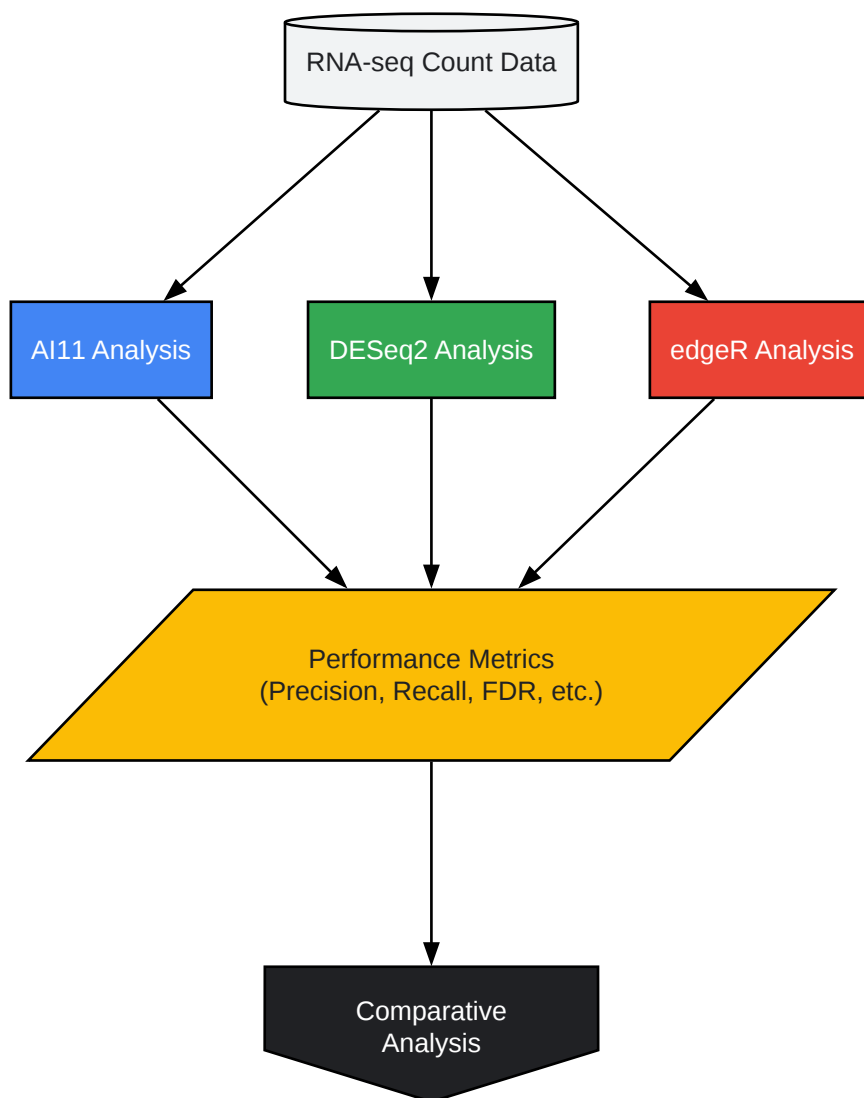 RNA-seq Count Data
AI11 Analysis
DESeq2 Analysis
edgeR Analysis
Performance Metrics
(Precision, Recall, FDR, etc.)
Comparative
Analysis